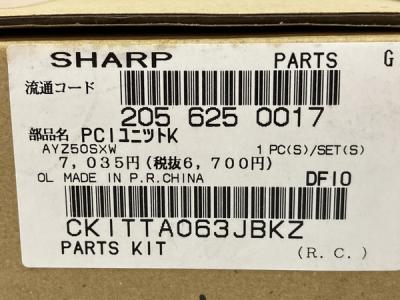 SHARP PARTS G
流通コード
205 625 0017
部品名 PCIユニットK
AYZ50SXW 1 PC(S)/SET(S)
7,035円(税抜6,700円)
OL MADE IN P.R.CHINA DF10
CKITTA063JBKZ
PARTS KIT (R.C.)